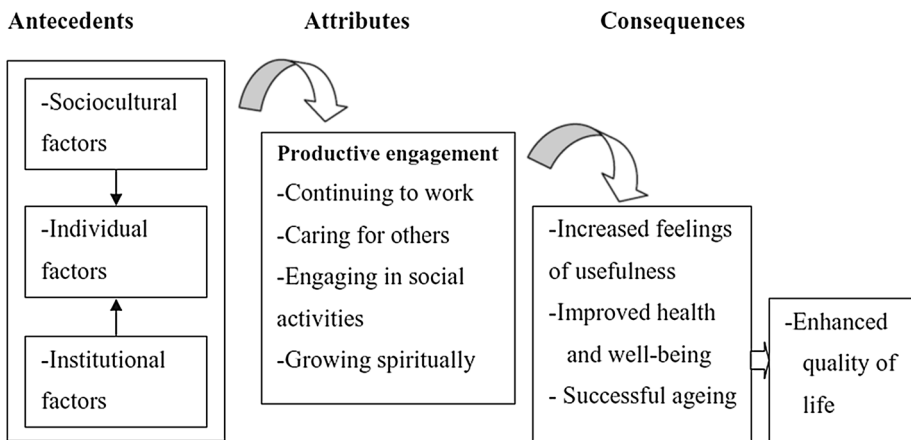 Antecedents
Attributes
Consequences
-Sociocultural
factors
-Individual
factors
-Institutional
factors
Productive engagement
-Continuing to work
-Caring for others
-Engaging in social
activities
-Growing spiritually
-Increased feelings
of usefulness
-Improved health
and well-being
- Successful ageing
-Enhanced
quality of
life